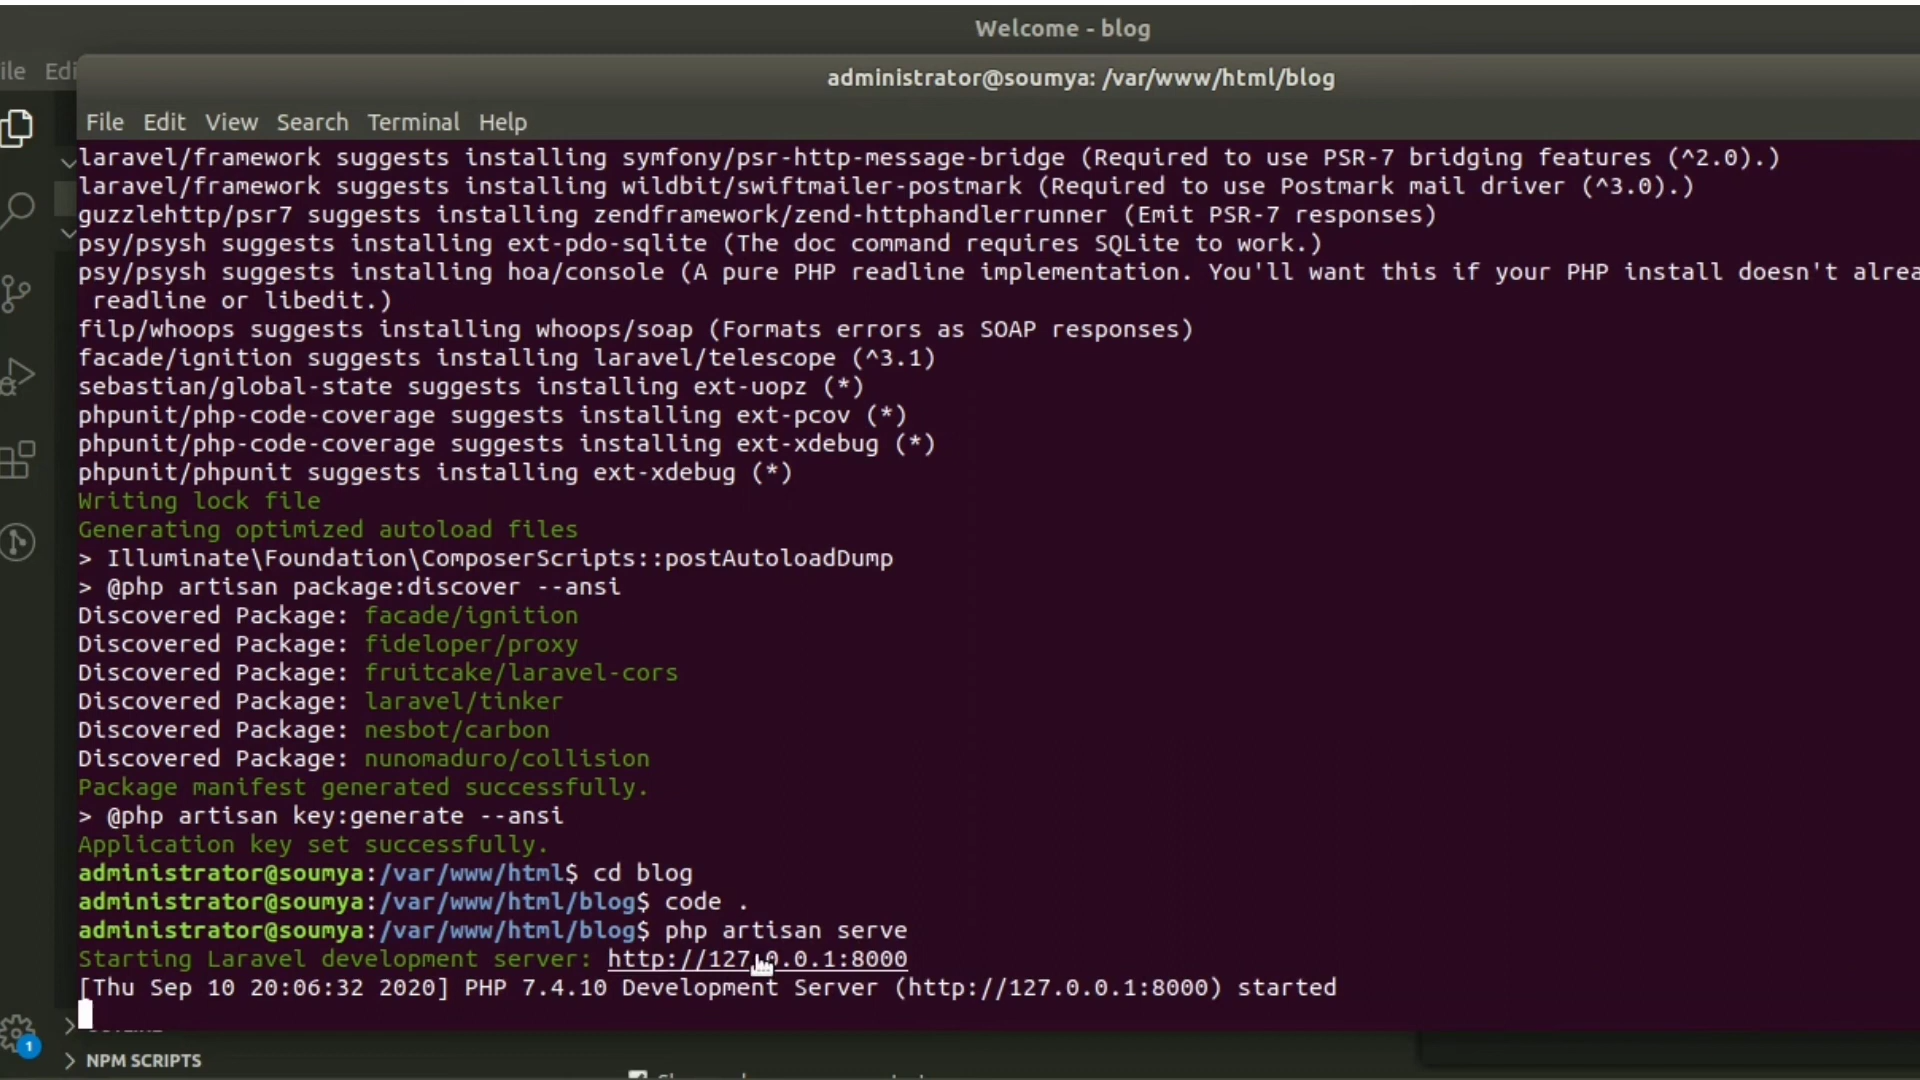 Welcome - blog
ile Edi
administrator@soumya: /var/www/html/blog
File Edit View Search Terminal Help
laravel/framework suggests installing symfony/psr-http-message-bridge (Required to use PSR-7 bridging features (^2.0).)
laravel/framework suggests installing wildbit/swiftmailer-postmark (Required to use Postmark mail driver (^3.0).)
guzzlehttp/psr7 suggests installing zendframework/zend-httphandlerrunner (Emit PSR-7 responses)
psy/psysh suggests installing ext-pdo-sqlite (The doc command requires SQLite to work.)
psy/psysh suggests installing hoa/console (A pure PHP readline implementation. You'll want this if your PHP install doesn't alrea
readline or libedit.)
filp/whoops suggests installing whoops/soap (Formats errors as SOAP responses)
facade/ignition suggests installing laravel/telescope (^3.1)
sebastian/global-state suggests installing ext-uopz (*)
phpunit/php-code-coverage suggests installing ext-pcov (*)
phpunit/php-code-coverage suggests installing ext-xdebug (*)
phpunit/phpunit suggests installing ext-xdebug (*)
Writing lock file
Generating optimized autoload files
> Illuminate\Foundation\ComposerScripts::postAutoloadDump
> @php artisan package:discover --ansi
Discovered Package: facade/ignition
Discovered Package: fideloper/proxy
Discovered Package: fruitcake/laravel-cors
Discovered Package: laravel/tinker
Discovered Package: nesbot/carbon
Discovered Package: nunomaduro/collision
Package manifest generated successfully.
> @php artisan key:generate --ansi
Application key set successfully.
administrator@soumya:/var/www/html$ cd blog
administrator@soumya:/var/www/html/blog$ code .
administrator@soumya:/var/www/html/blog$ php artisan serve
Starting Laravel development server: http://127.0.0.1:8000
[Thu Sep 10 20:06:32 2020] PHP 7.4.10 Development Server (http://127.0.0.1:8000) started
1
NPM SCRIPTS